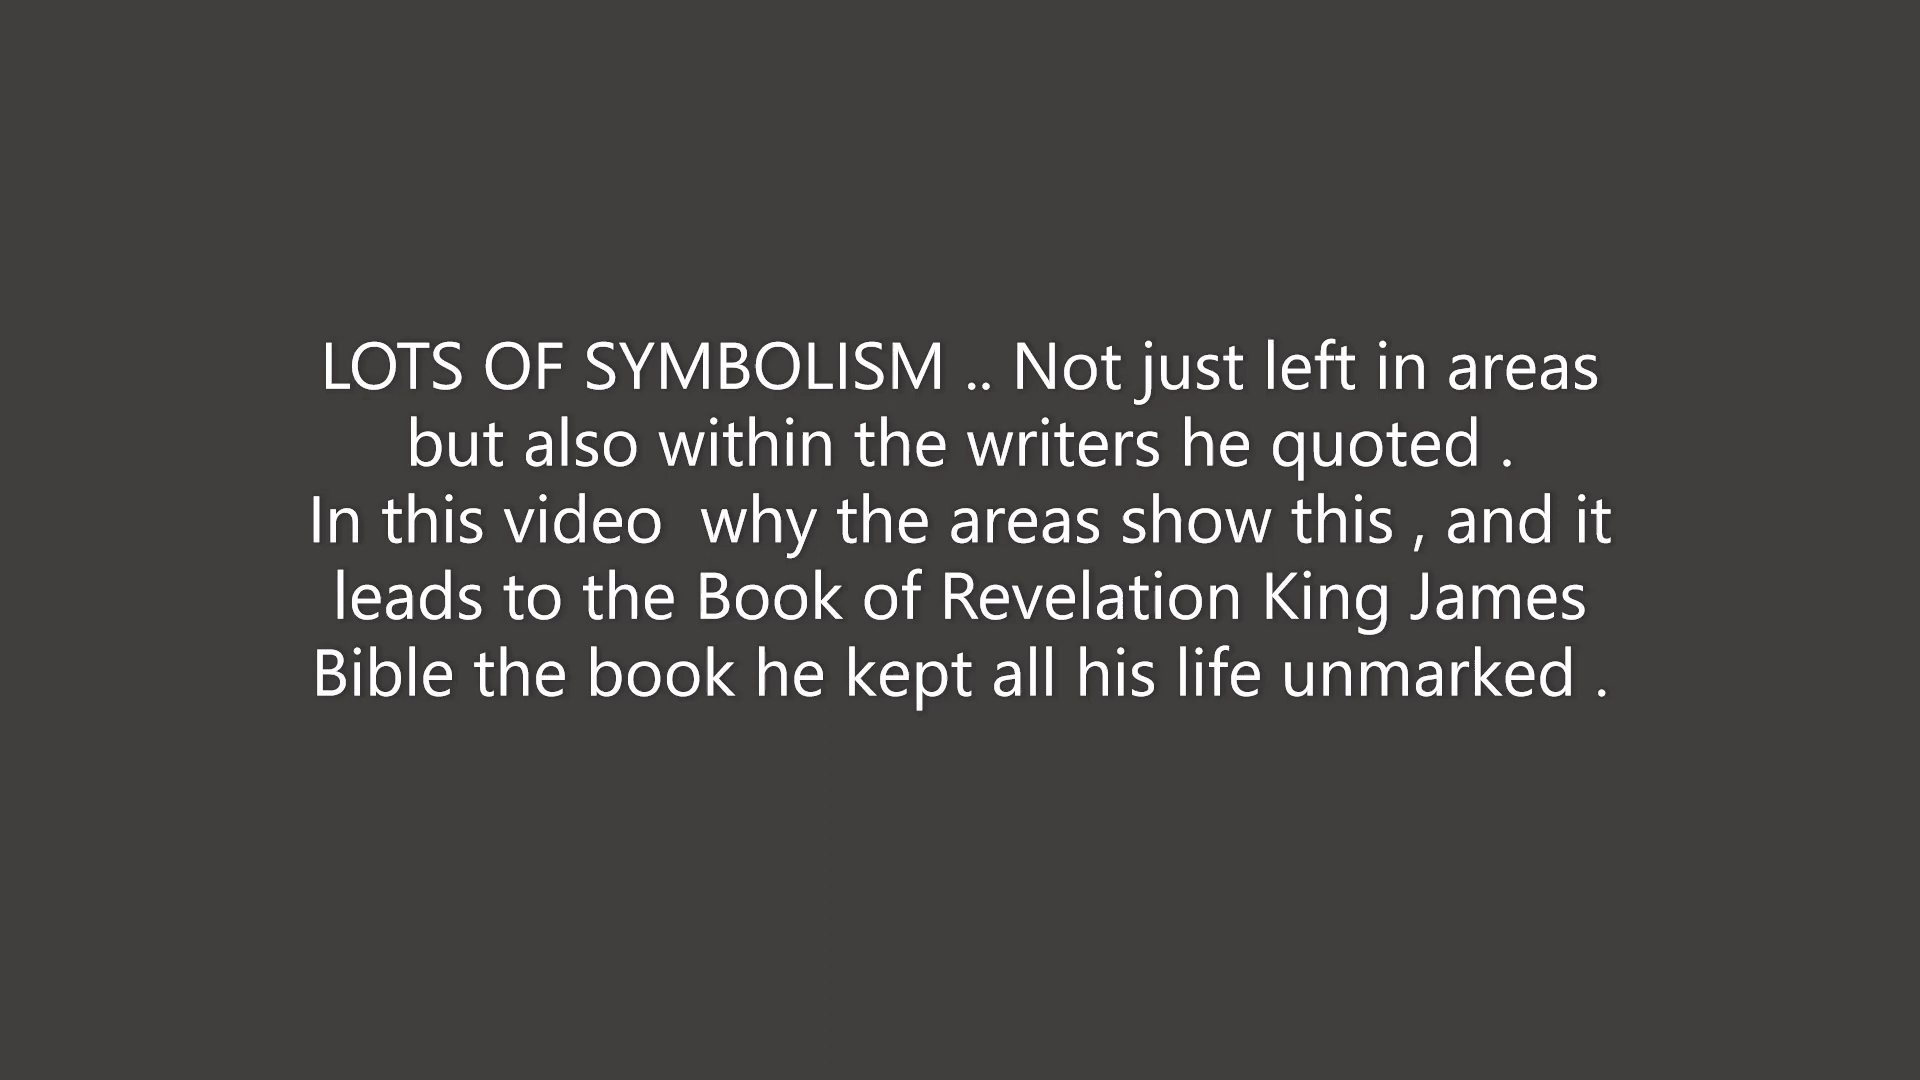 LOTS OF SYMBOLISM .. Not just left in areas
but also within the writers he quoted .
In this video  why the areas show this , and it
leads to the Book of Revelation King James
Bible the book he kept all his life unmarked .